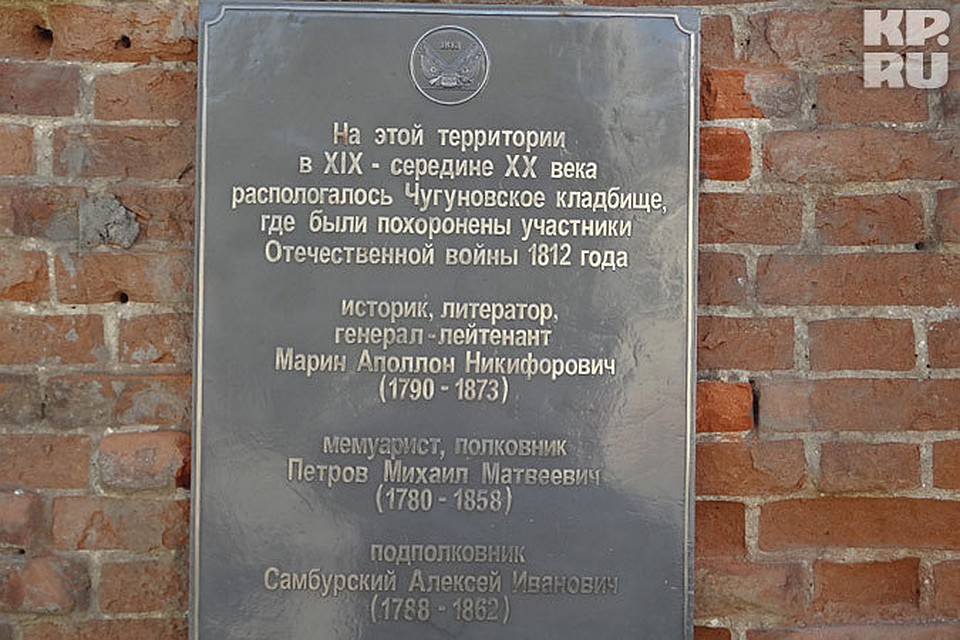 KP.
RU
На этой территории
в XIX - середине XX века
распологалось Чугуновское кладбище,
где были похоронены участники
Отечественной войны 1812 года
историк, литератор,
генерал-лейтенант
Марин Аполлон Никифорович
(1790 - 1873)
мемуарист, полковник
Петров Михаил Матвеевич
(1780 - 1858)
подполковник
Самбурский Алексей Иванович
(1788 - 1862)